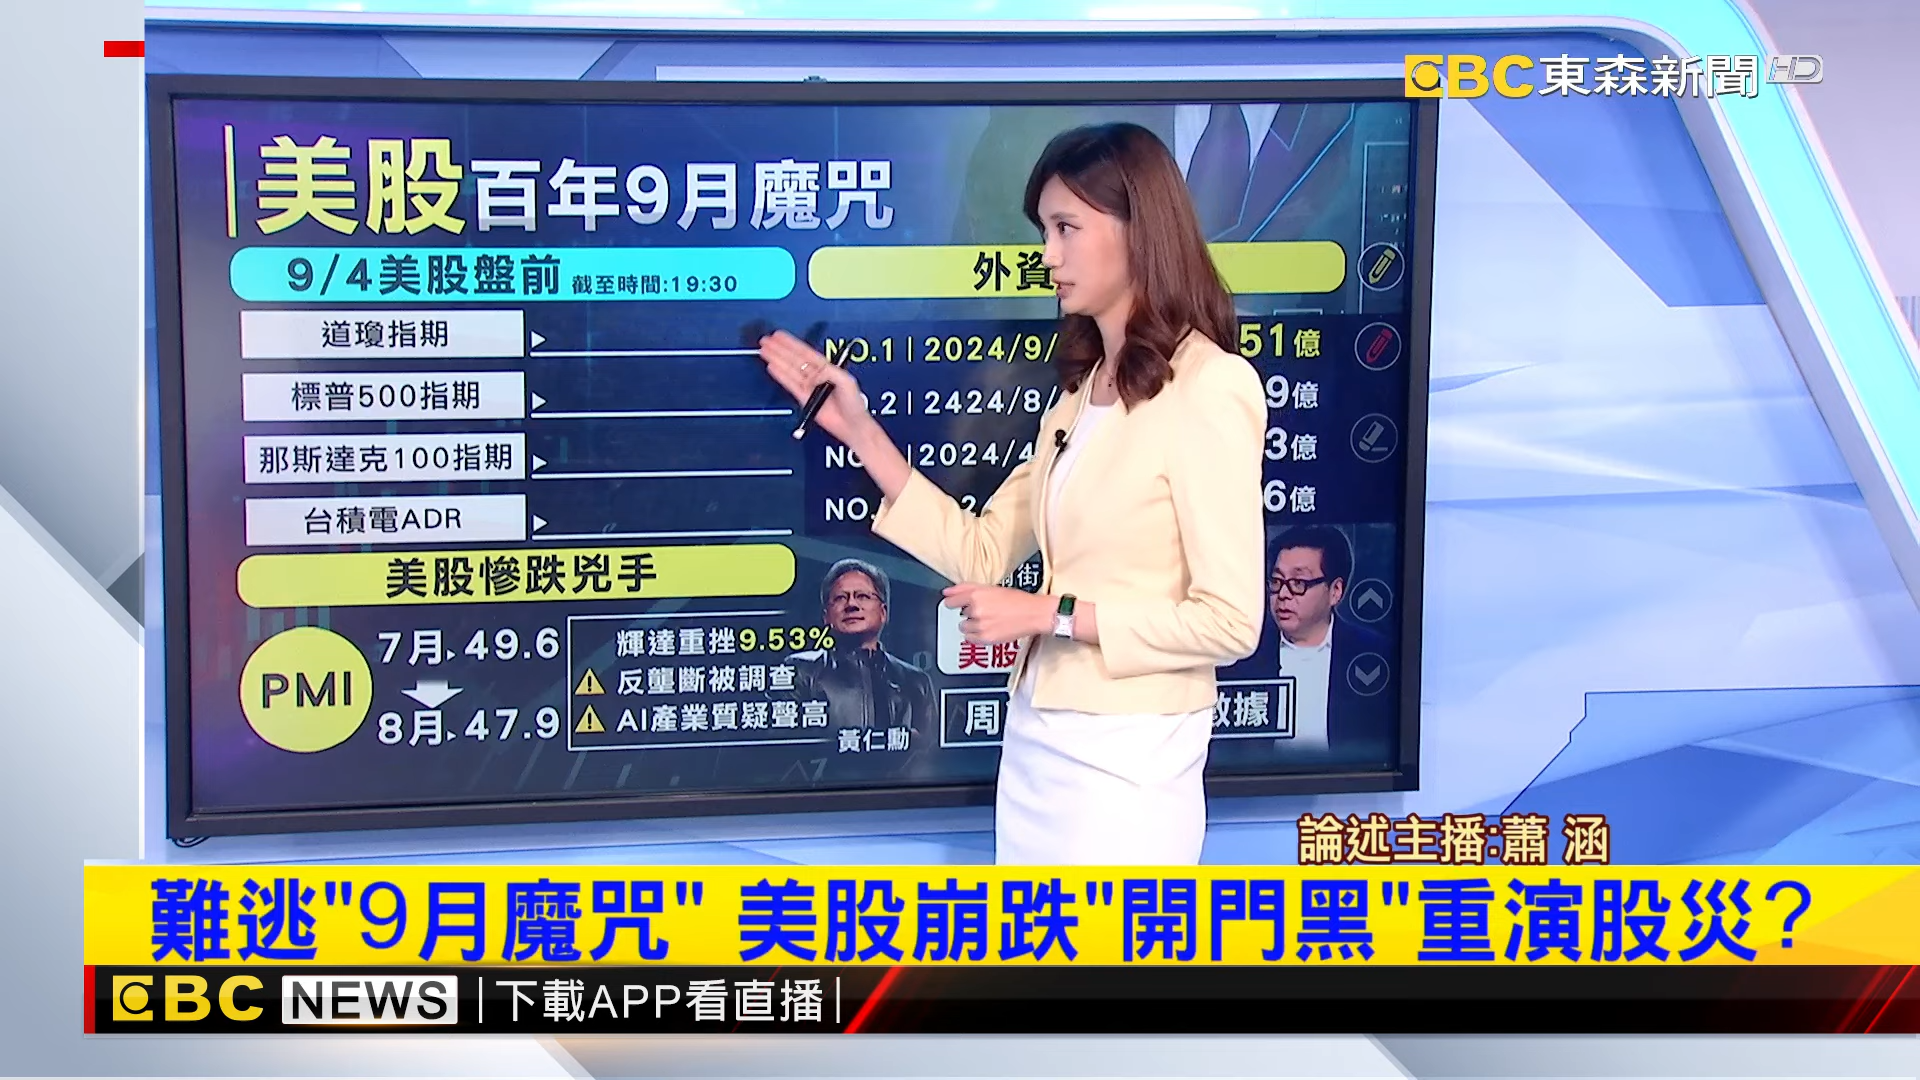 EBC東森新聞HD
美股百年9月魔咒
9/4美股盤前 截至時間:19:30
外資
道瓊指期
標普500指期
那斯達克100指期
台積電ADR
NO.1 | 2024/9/
51億
.2 | 2424/8/
9億
2024/4
3億
NO.
6億
美股慘跌兇手
PMI
7月 49.6
8月 47.9
輝達重挫9.53%
反壟斷被調查
AI產業質疑聲高
黃仁勳
街
美股
周
數據
論述主播:蕭 涵
難逃"9月魔咒" 美股崩跌"開門黑"重演股災?
EBC NEWS |下載APP看直播|